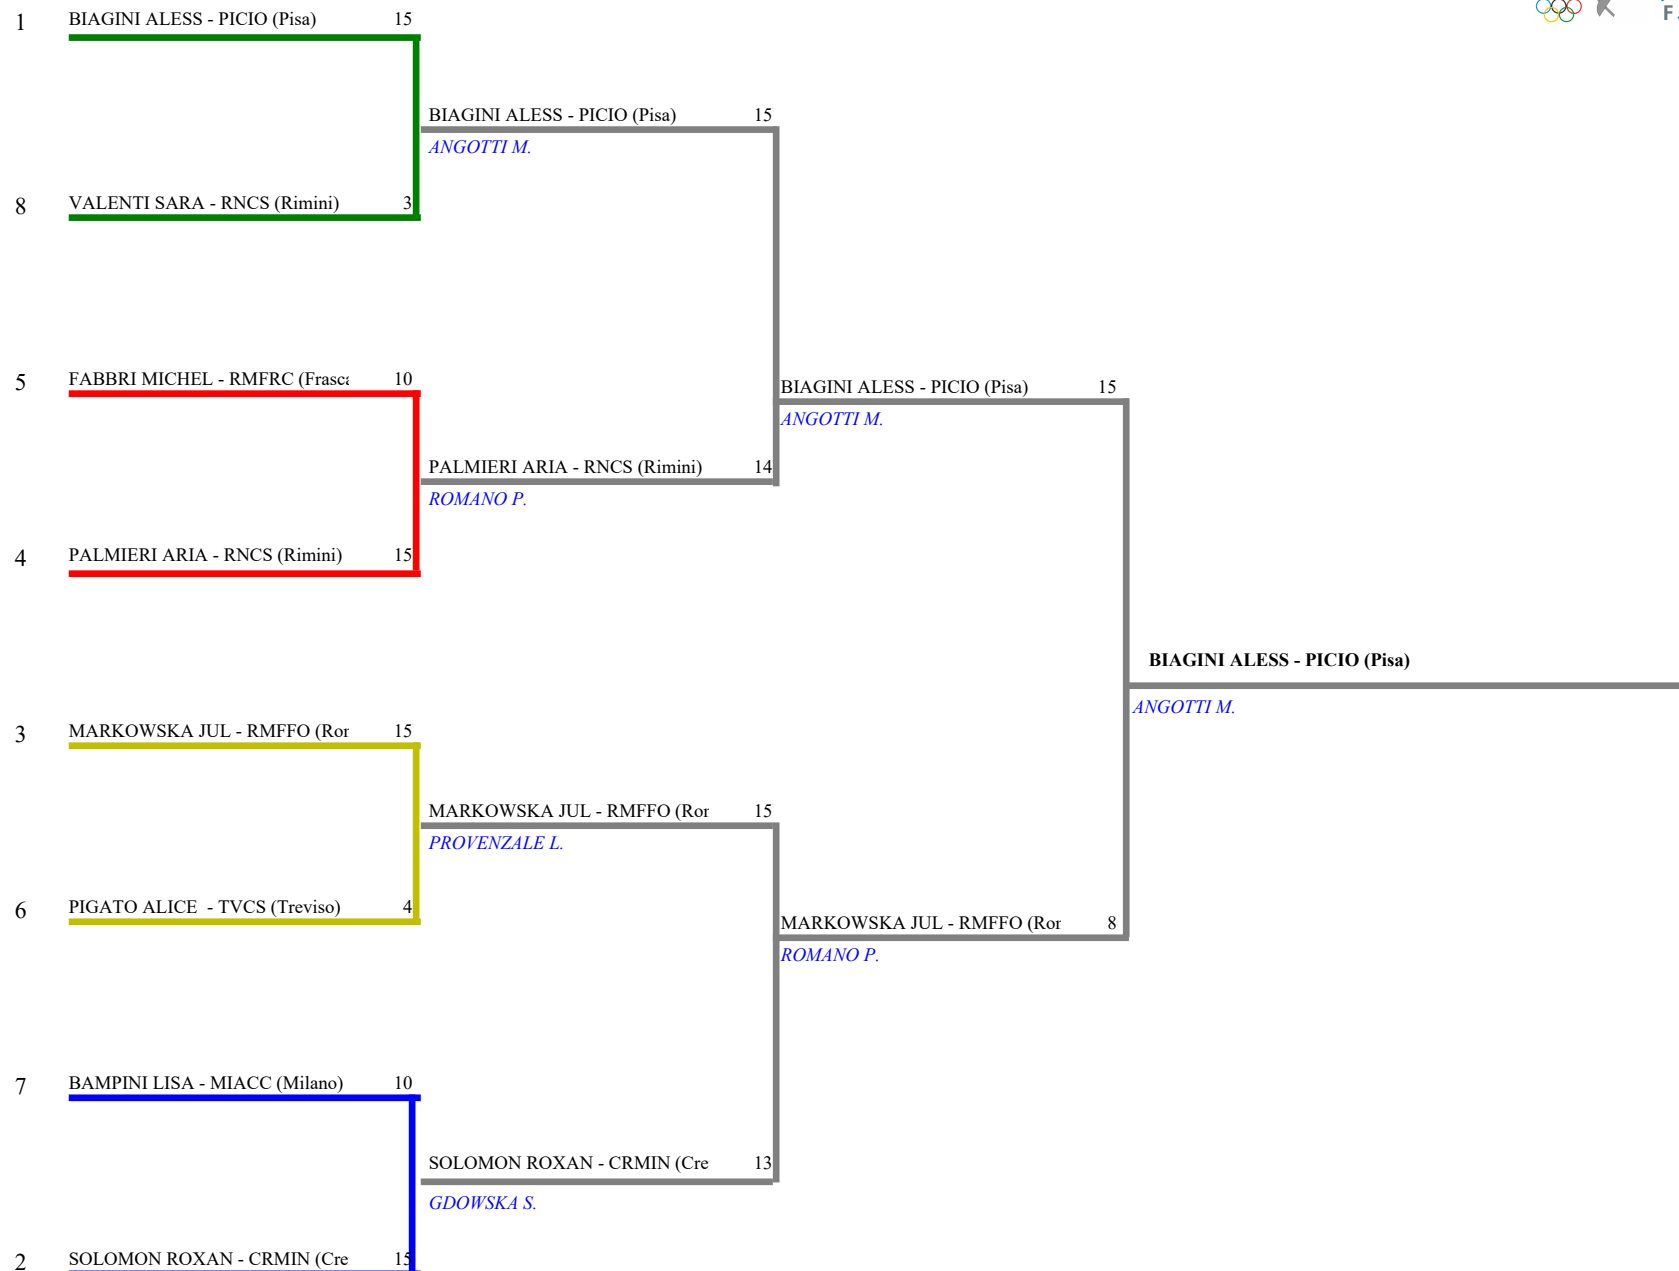 1 BIAGINI ALESS - PICIO (Pisa) 15
F
BIAGINI ALESS - PICIO (Pisa) 15
ANGOTTI M.
8 VALENTI SARA - RNCS (Rimini) 3
5 FABBRI MICHEL - RMFRC (Frasca 10
BIAGINI ALESS - PICIO (Pisa) 15
ANGOTTI M.
PALMIERI ARIA - RNCS (Rimini) 14
ROMANO P.
4 PALMIERI ARIA - RNCS (Rimini) 15
BIAGINI ALESS - PICIO (Pisa)
ANGOTTI M.
3 MARKOWSKA JUL - RMFFO (Ror 15
MARKOWSKA JUL - RMFFO (Ror 15
PROVENZALE L.
6 PIGATO ALICE - TVCS (Treviso) 4
MARKOWSKA JUL - RMFFO (Ror 8
ROMANO P.
7 BAMPINI LISA - MIACC (Milano) 10
SOLOMON ROXAN - CRMIN (Cre 13
GDOWSKA S.
2 SOLOMON ROXAN - CRMIN (Cre 15